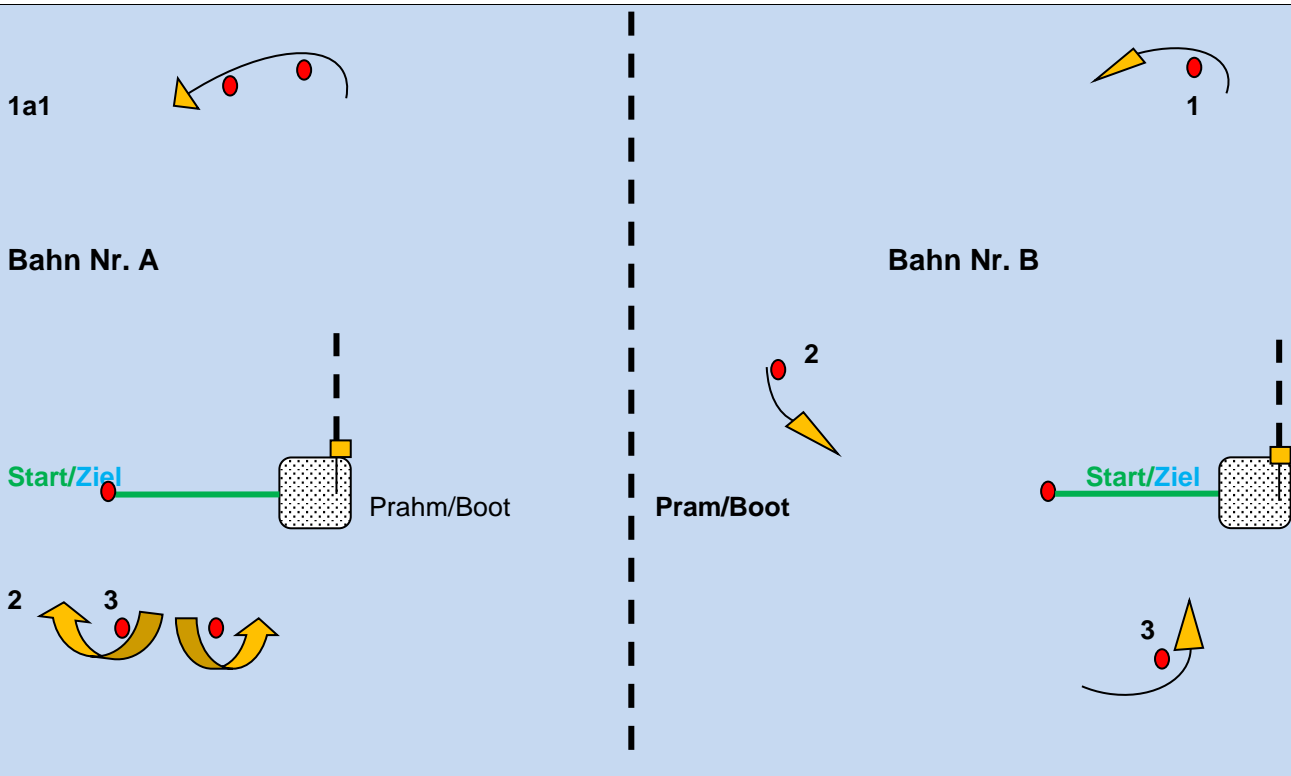 1a1
Bahn Nr. A
Start/Ziel
Prahm/Boot
2 3
1
Bahn Nr. B
2
Pram/Boot
Start/Ziel
3